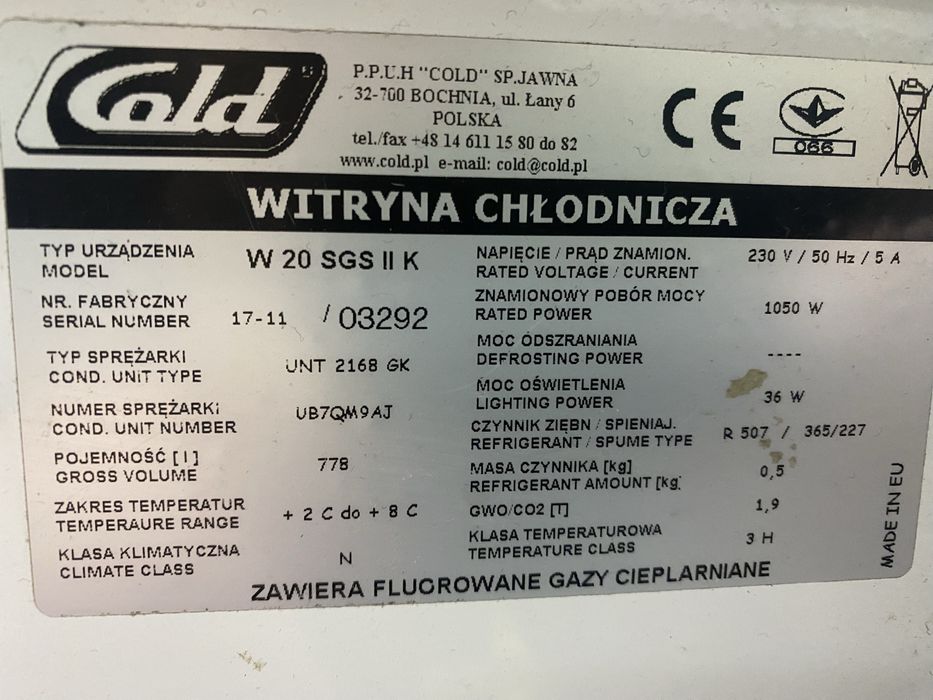 Cold
P.P.U.H "COLD" SP.JAWNA
32-700 BOCHNIA, ul. Łany 6
POLSKA
tel./fax +48 14 611 15 80 do 82
www.cold.pl e-mail: cold@cold.pl
CE
066
WITRYNA CHŁODNICZA
TYP URZĄDZENIA
MODEL
W 20 SGS II K
NR. FABRYCZNY
SERIAL NUMBER
17-11 / 03292
TYP SPRĘŻARKI
COND. UNIT TYPE
UNT 2168 GK
NUMER SPRĘŻARKI
COND. UNIT NUMBER
UB7QM9AJ
POJEMNOŚĆ [ l ]
GROSS VOLUME
778
ZAKRES TEMPERATUR
TEMPERAURE RANGE
+ 2 C do + 8 C
KLASA KLIMATYCZNA
CLIMATE CLASS
N
NAPIĘCIE / PRĄD ZNAMION.
RATED VOLTAGE / CURRENT
230 V / 50 Hz / 5 A
ZNAMIONOWY POBÓR MOCY
RATED POWER
1050 W
MOC ODSZRANIANIA
DEFROSTING POWER
----
MOC OŚWIETLENIA
LIGHTING POWER
36 W
CZYNNIK ZIĘBN / SPIENIAJ.
REFRIGERANT / SPUME TYPE
R 507 / 365/227
MASA CZYNNIKA [kg]
REFRIGERANT AMOUNT [kg]
0,5
GWO/CO2 [T]
1,9
KLASA TEMPERATUROWA
TEMPERATURE CLASS
3 H
MADE IN EU
ZAWIERA FLUOROWANE GAZY CIEPLARNIANE